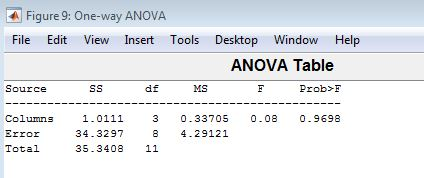 Figure 9: One-way ANOVA
File Edit View Insert Tools Desktop Window Help
ANOVA Table
Source SS df MS F Prob>F
Columns 1.0111 3 0.33705 0.08 0.9698
Error 34.3297 8 4.29121
Total 35.3408 11